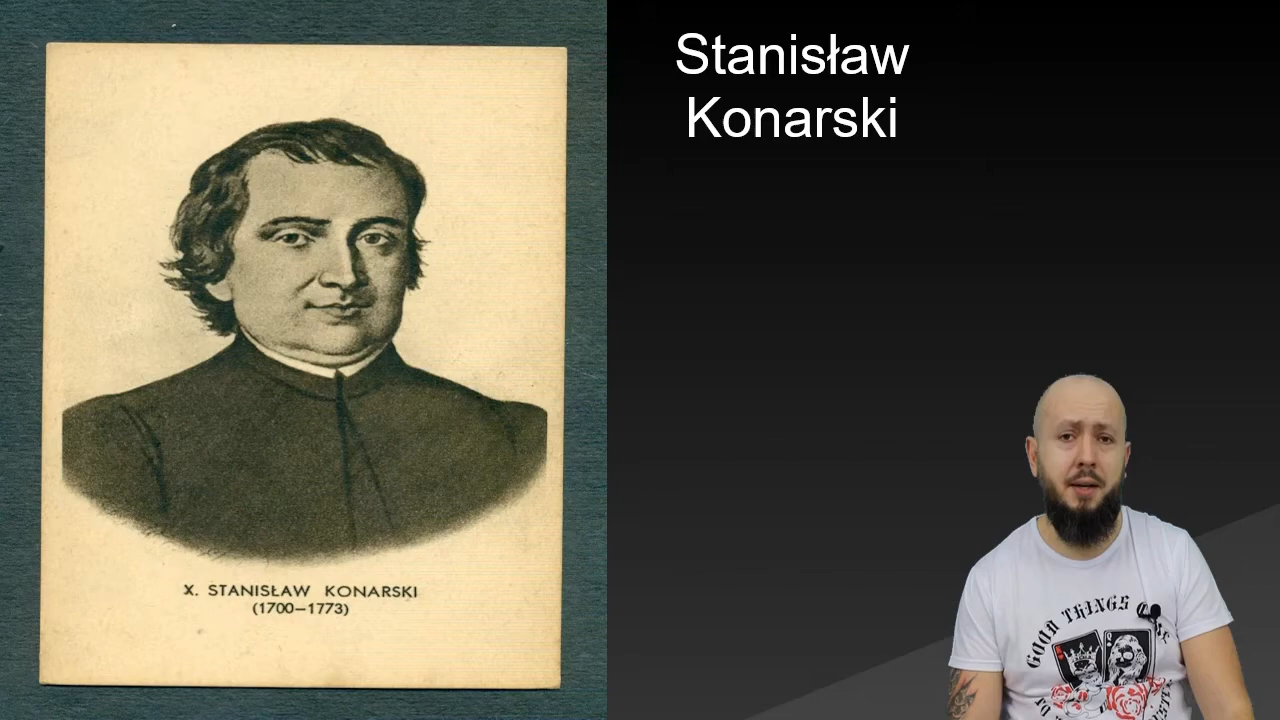 Stanisław
Konarski
X. STANISŁAW KONARSKI
(1700—1773)
GOOD THINGS